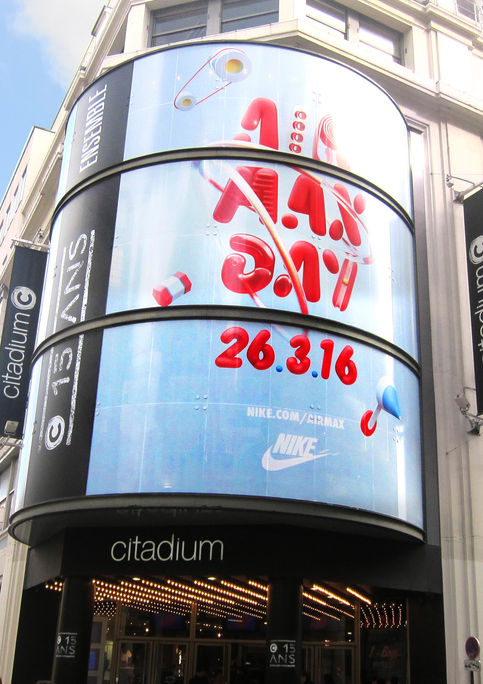 ENSEMBLE
15 ANS
AIR
MAX
DAY
26.3.16
NIKE.COM/AIRMAX
NIKE
citadium
citadium
citadium
15
ANS
15
ANS